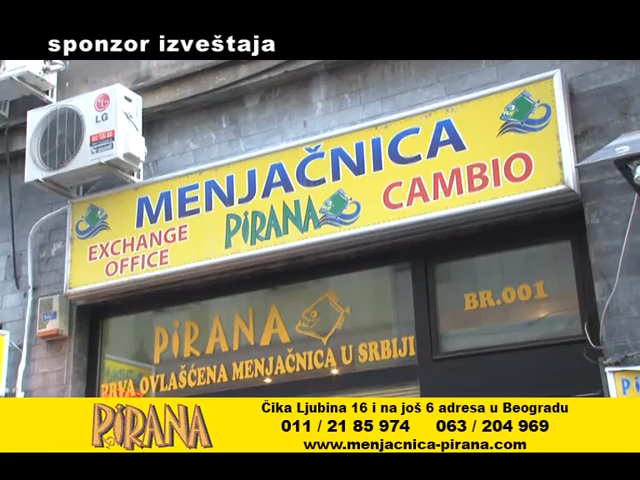 sponzor izveštaja
LG
MENJAČNICA
EXCHANGE
OFFICE
PiRANA
CAMBIO
PiRANA
BR.001
PRVA OVLAŠĆENA MENJAČNICA U SRBIJI
PiRANA
Čika Ljubina 16 i na još 6 adresa u Beogradu
011 / 21 85 974 063 / 204 969
www.menjacnica-pirana.com